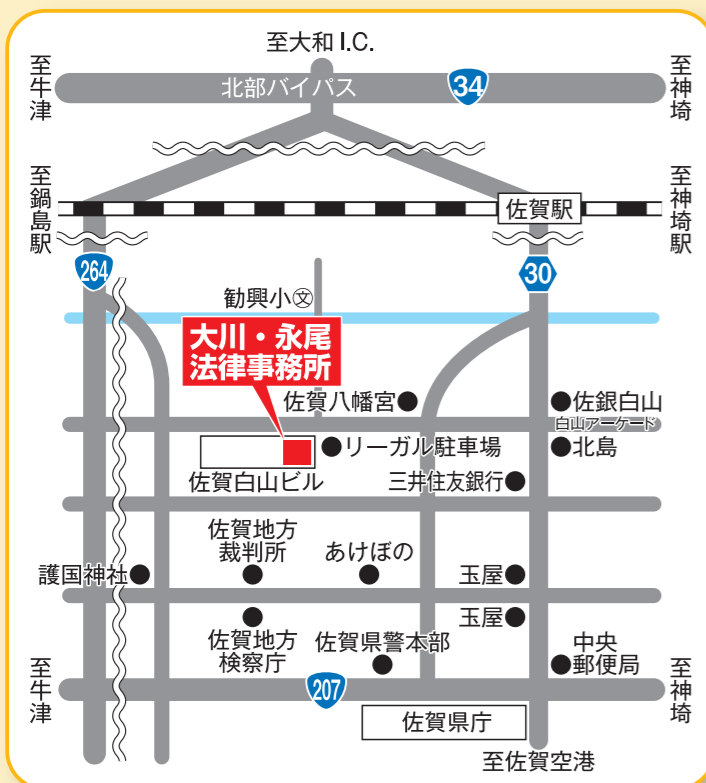 至大和I.C.
至牛津
北部バイパス
34
至神埼
至鍋島駅
佐賀駅
至神埼駅
264
30
勧興小㊫
大川・永尾
法律事務所
佐賀八幡宮
佐銀白山
白山アーケード
リーガル駐車場
北島
佐賀白山ビル
三井住友銀行
佐賀地方
裁判所
あけぼの
護国神社
玉屋
玉屋
佐賀地方
検察庁
佐賀県警本部
中央
郵便局
至牛津
207
至神埼
佐賀県庁
至佐賀空港